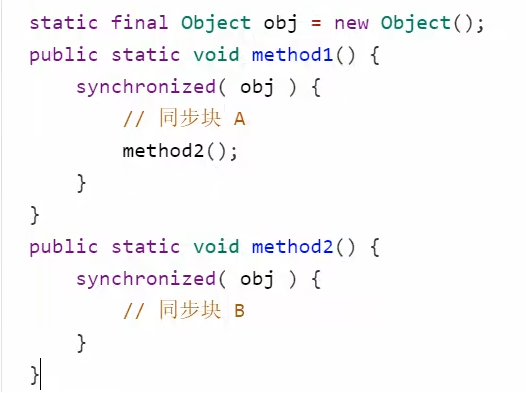 static final Object obj = new Object();
public static void method1() {
    synchronized( obj ) {
        // 同步块 A
        method2();
    }
}
public static void method2() {
    synchronized( obj ) {
        // 同步块 B
    }
}